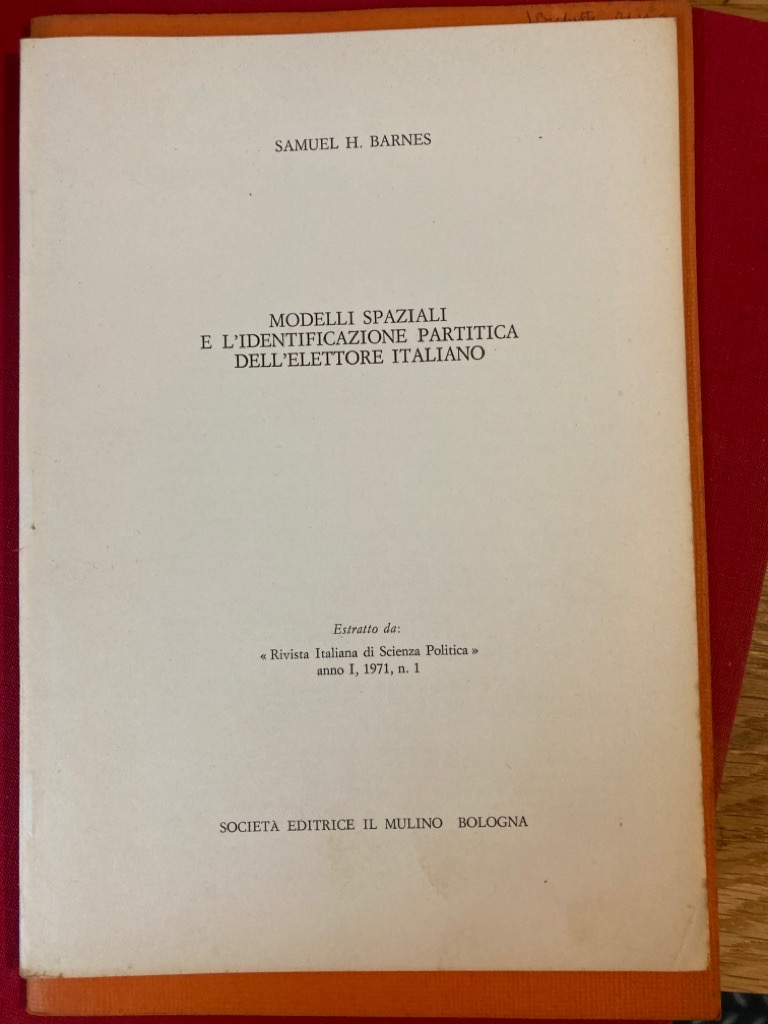 SAMUEL H. BARNES
MODELLI SPAZIALI
E L'IDENTIFICAZIONE PARTITICA
DELL'ELETTORE ITALIANO
Estratto da:
« Rivista Italiana di Scienza Politica »
anno I, 1971, n. 1
SOCIETÀ EDITRICE IL MULINO BOLOGNA